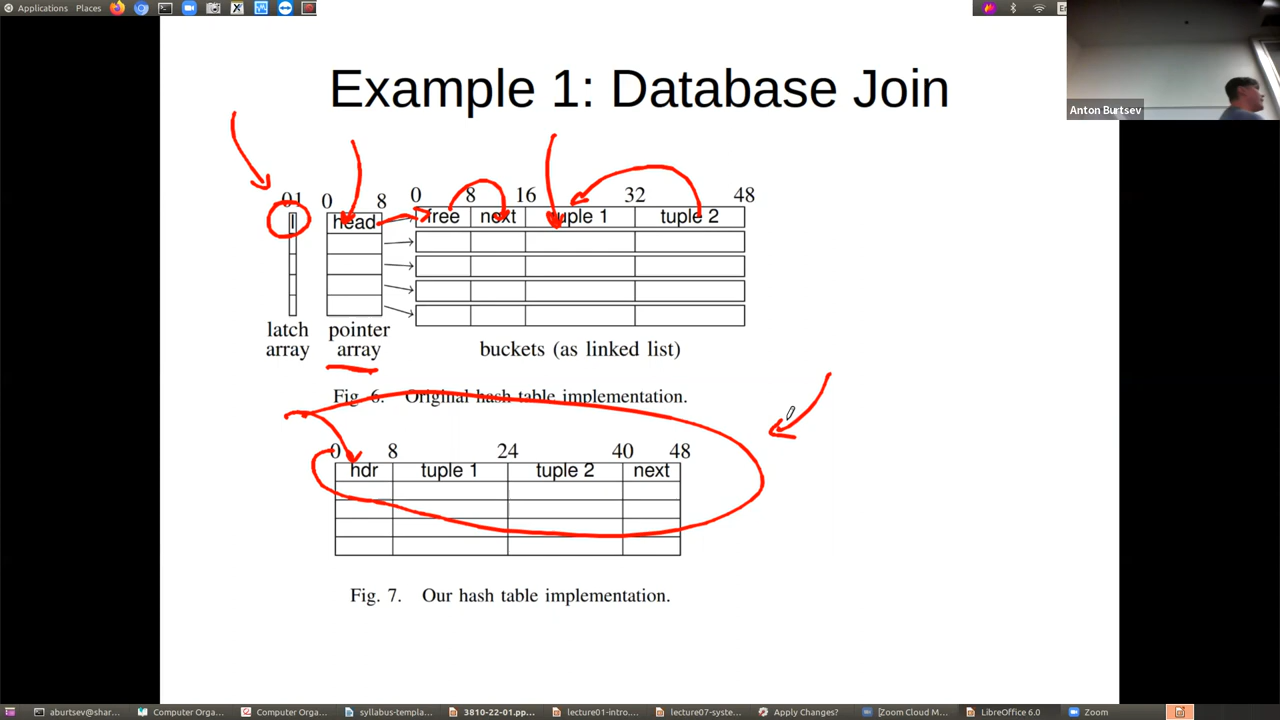 Applications Places
Anton Burtsev
Example 1: Database Join
01 0 8 0 8 16 32 48
head free next tuple 1 tuple 2
latch array
pointer array
buckets (as linked list)
Fig. 6. Original hash table implementation.
0 8 24 40 48
hdr tuple 1 tuple 2 next
Fig. 7. Our hash table implementation.
aburtsev@shar... Computer Orga... Computer Orga... syllabus-templa... 3810-22-01.pp... lecture01-intro... lecture07-syste... Apply Changes? [Zoom Cloud M... LibreOffice 6.0 Zoom